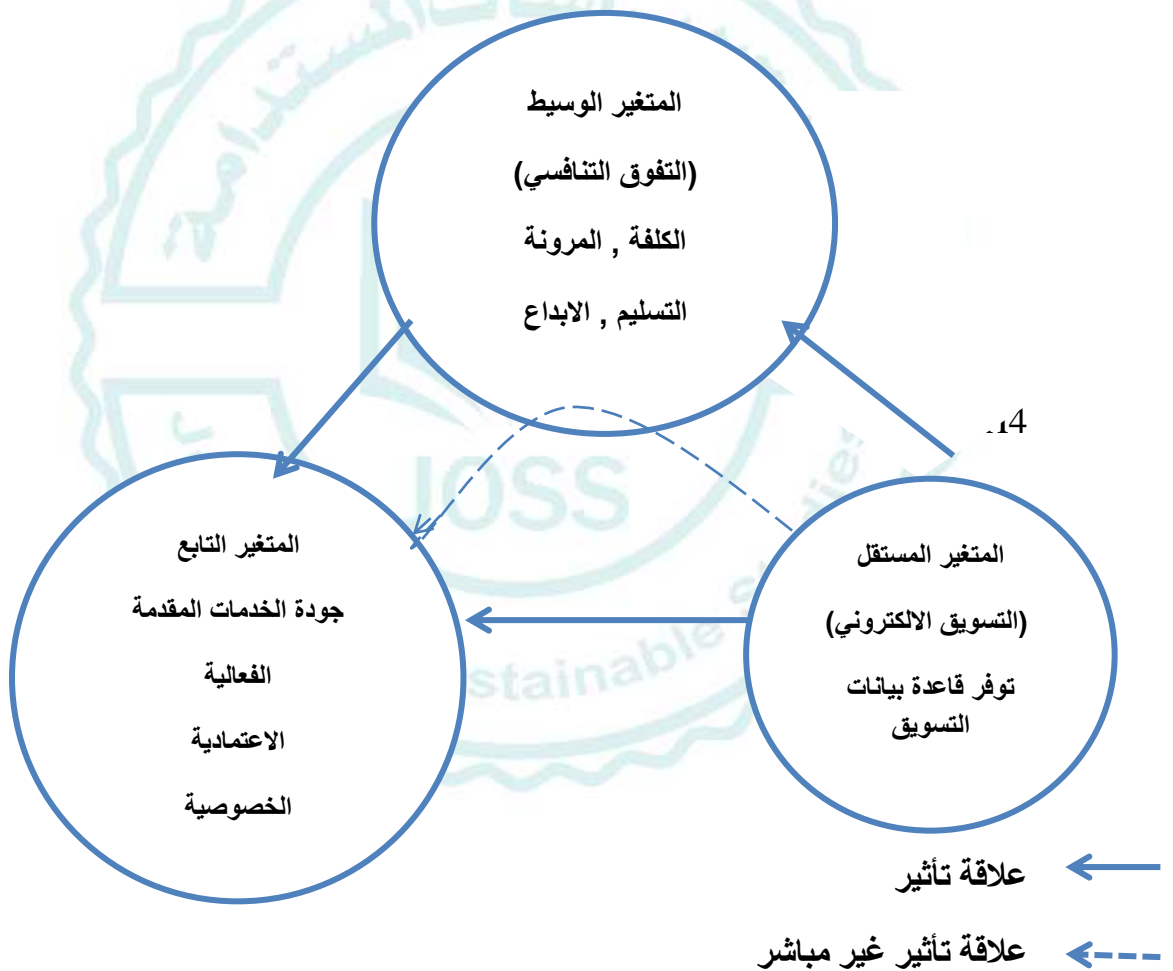 المتغير الوسيط
(التفوق التنافسي)
الكلفة , المرونة
التسليم , الابداع
المتغير المستقل
(التسويق الالكتروني)
توفر قاعدة بيانات
التسويق
المتغير التابع
جودة الخدمات المقدمة
الفعالية
الاعتمادية
الخصوصية
علاقة تأثير
علاقة تأثير غير مباشر
JOSS